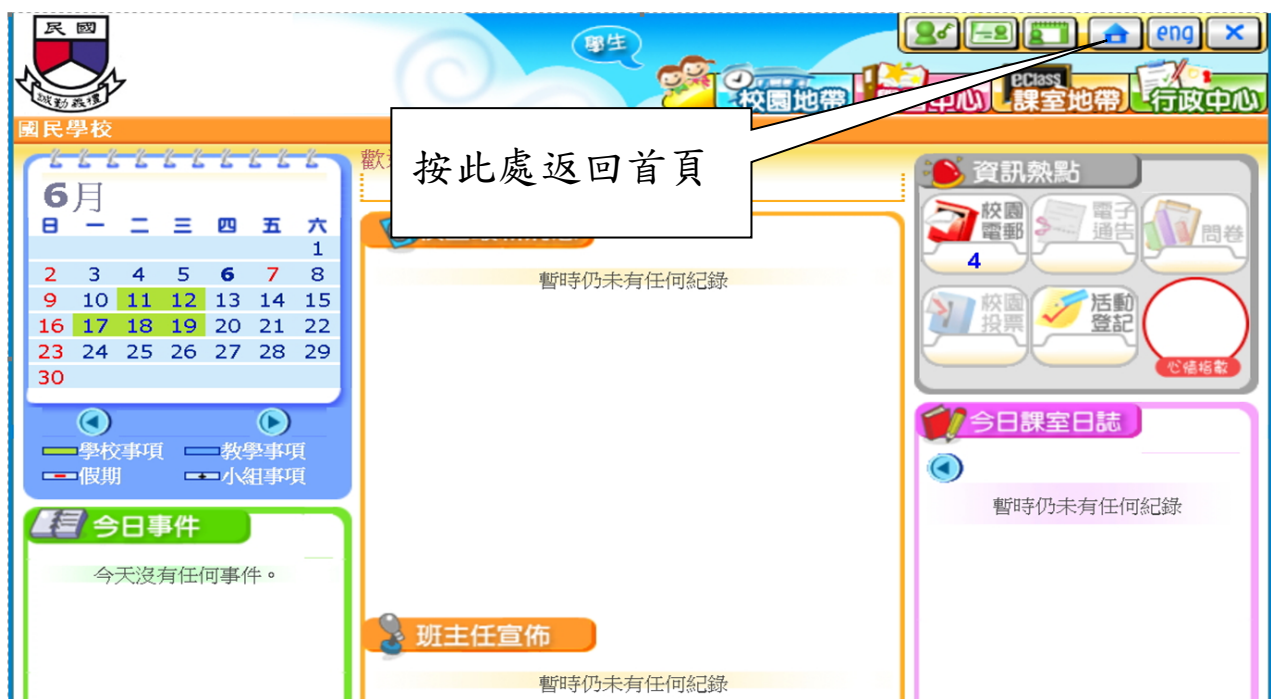 民 國
誠勤義禮
學生
eng
校園地帶
中心
eClass
課室地帶
行政中心
國民學校
歡
按此處返回首頁
6月
日 一 二 三 四 五 六
1
2 3 4 5 6 7 8
9 10 11 12 13 14 15
16 17 18 19 20 21 22
23 24 25 26 27 28 29
30
學校事項 教學事項
假期 小組事項
今日事件
今天沒有任何事件。
暫時仍未有任何紀錄
班主任宣佈
暫時仍未有任何紀錄
資訊熱點
校園電郵
4
電子通告
問卷
校園投票
活動登記
心情指數
今日課室日誌
暫時仍未有任何紀錄